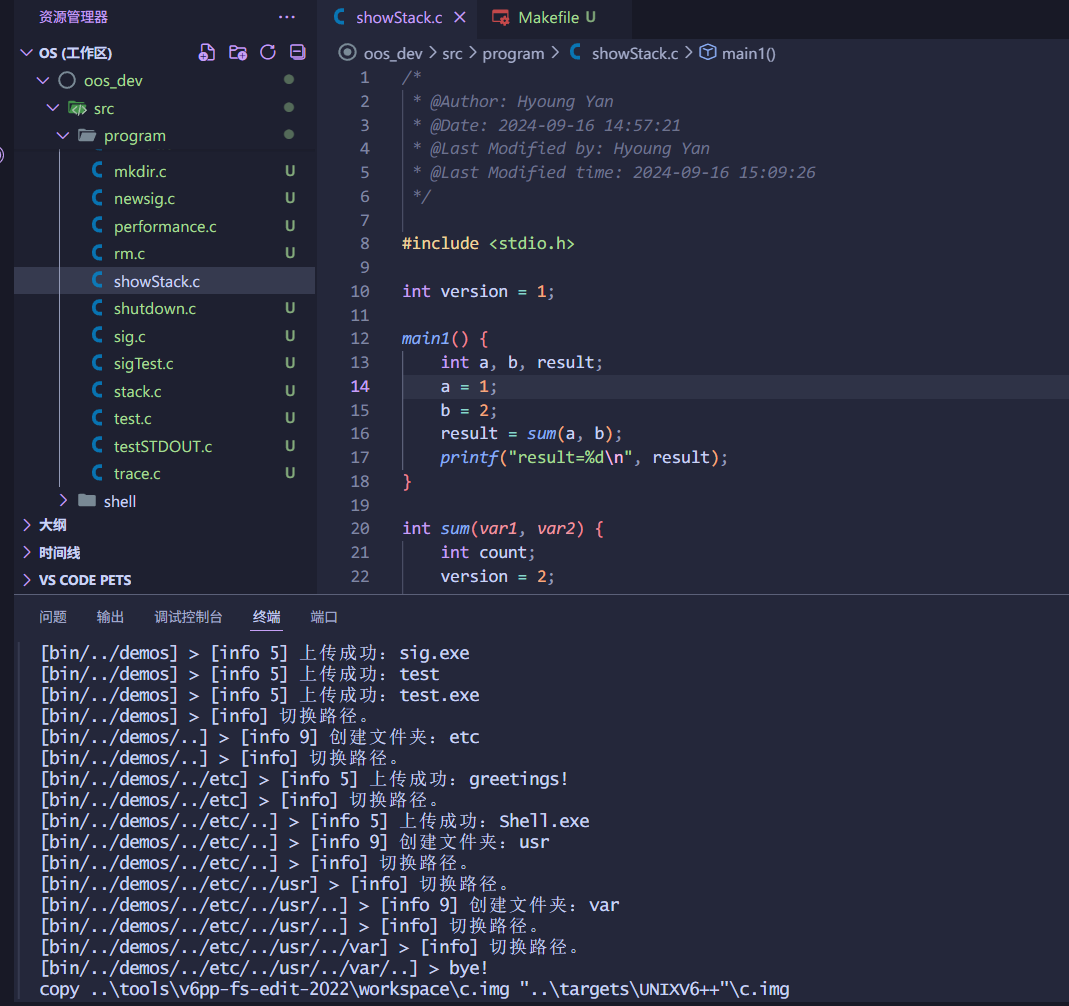 资源管理器 ···
showStack.c Makefile U
OS (工作区)
oos_dev > src > program > showStack.c > main1()
oos_dev
src
program
mkdir.c U
newsig.c U
performance.c U
rm.c U
showStack.c
shutdown.c U
sig.c U
sigTest.c U
stack.c U
test.c U
testSTDOUT.c U
trace.c U
shell
大纲
时间线
VS CODE PETS
1 /*
2 * @Author: Hyoung Yan
3 * @Date: 2024-09-16 14:57:21
4 * @Last Modified by: Hyoung Yan
5 * @Last Modified time: 2024-09-16 15:09:26
6 */
7
8 #include <stdio.h>
9
10 int version = 1;
11
12 main1() {
13 int a, b, result;
14 a = 1;
15 b = 2;
16 result = sum(a, b);
17 printf("result=%d\n", result);
18 }
19
20 int sum(var1, var2) {
21 int count;
22 version = 2;
问题 输出 调试控制台 终端 端口
[bin/../demos] > [info 5] 上传成功: sig.exe
[bin/../demos] > [info 5] 上传成功: test
[bin/../demos] > [info 5] 上传成功: test.exe
[bin/../demos] > [info] 切换路径。
[bin/../demos/..] > [info 9] 创建文件夹: etc
[bin/../demos/..] > [info] 切换路径。
[bin/../demos/../etc] > [info 5] 上传成功: greetings!
[bin/../demos/../etc] > [info] 切换路径。
[bin/../demos/../etc/..] > [info 5] 上传成功: Shell.exe
[bin/../demos/../etc/..] > [info 9] 创建文件夹: usr
[bin/../demos/../etc/..] > [info] 切换路径。
[bin/../demos/../etc/../usr] > [info] 切换路径。
[bin/../demos/../etc/../usr/..] > [info 9] 创建文件夹: var
[bin/../demos/../etc/../usr/..] > [info] 切换路径。
[bin/../demos/../etc/../usr/../var] > [info] 切换路径。
[bin/../demos/../etc/../usr/../var/..] > bye!
copy ..\tools\v6pp-fs-edit-2022\workspace\c.img "..\targets\UNIXV6++"\c.img